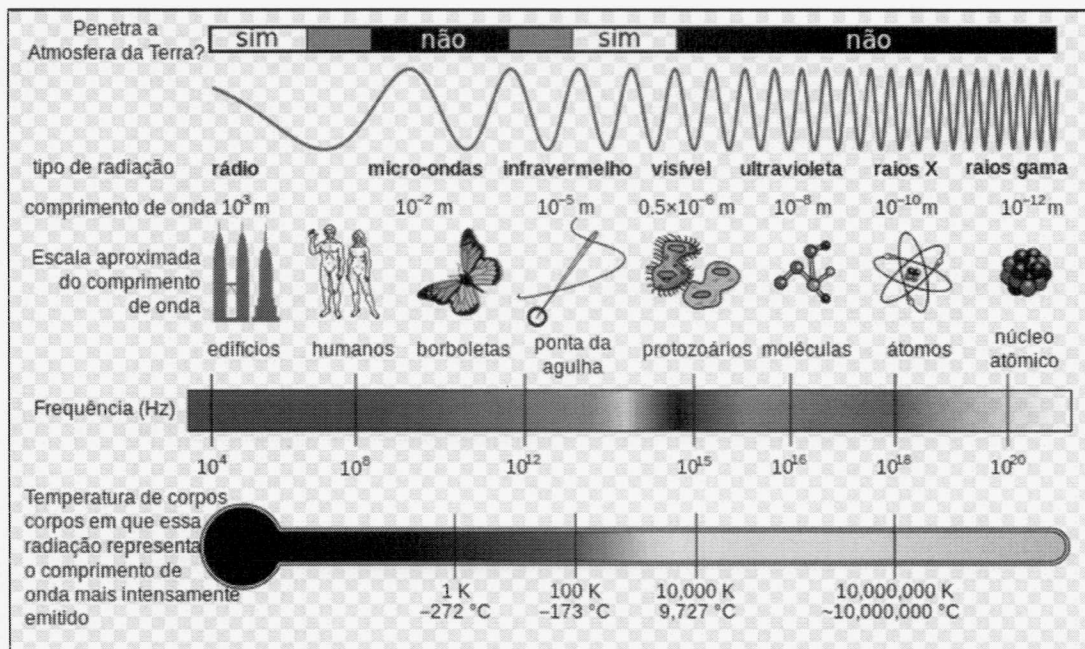 Penetra a
Atmosfera da Terra?
sim não sim não
tipo de radiação rádio micro-ondas infravermelho visível ultravioleta raios X raios gama
comprimento de onda 10³ m 10⁻² m 10⁻⁵ m 0.5×10⁻⁶ m 10⁻⁸ m 10⁻¹⁰ m 10⁻¹² m
Escala aproximada
do comprimento
de onda
edifícios humanos borboletas ponta da
agulha
protozoários moléculas átomos núcleo
atômico
Frequência (Hz)
10⁴ 10⁸ 10¹² 10¹⁵ 10¹⁶ 10¹⁸ 10²⁰
Temperatura de corpos
corpos em que essa
radiação representa
o comprimento de
onda mais intensamente
emitido
1 K 100 K 10,000 K 10,000,000 K
−272 °C −173 °C 9,727 °C ~10,000,000 °C